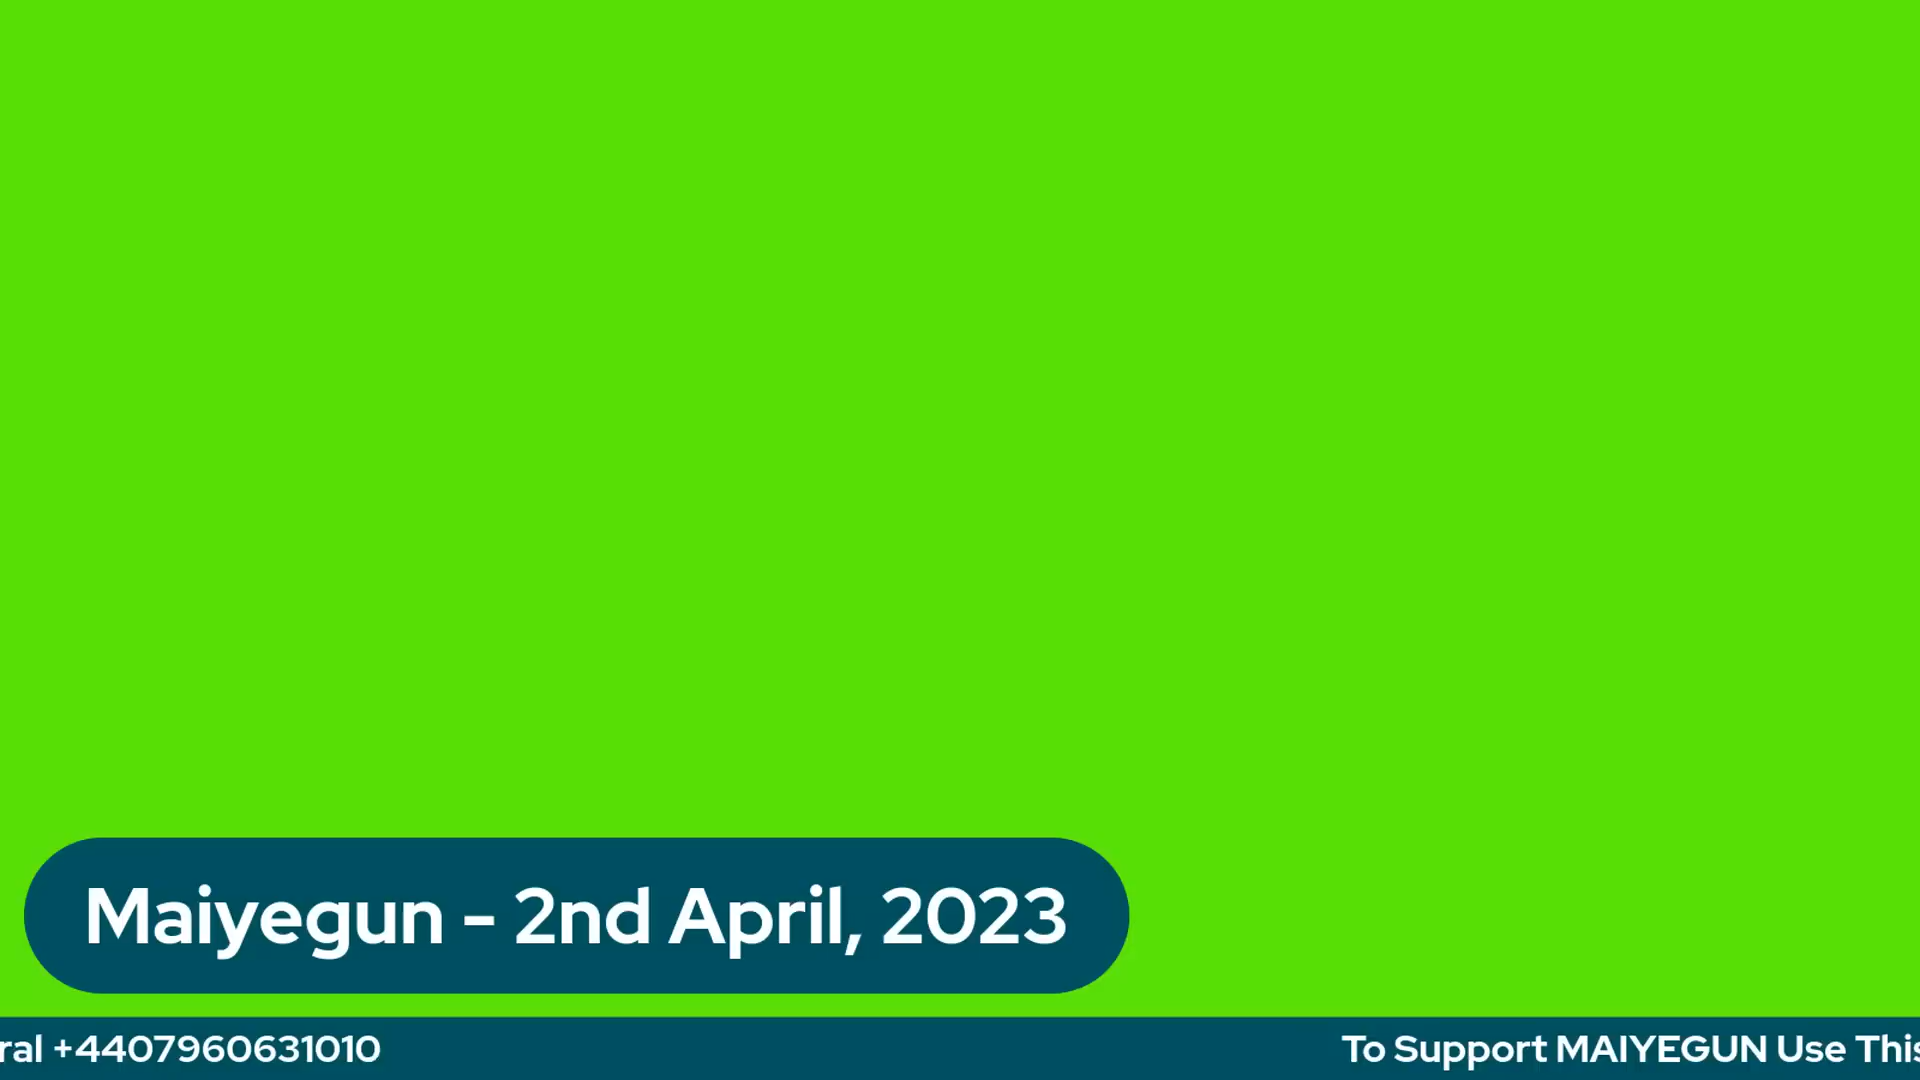 Maiyegun - 2nd April, 2023
ral +4407960631010 To Support MAIYEGUN Use This